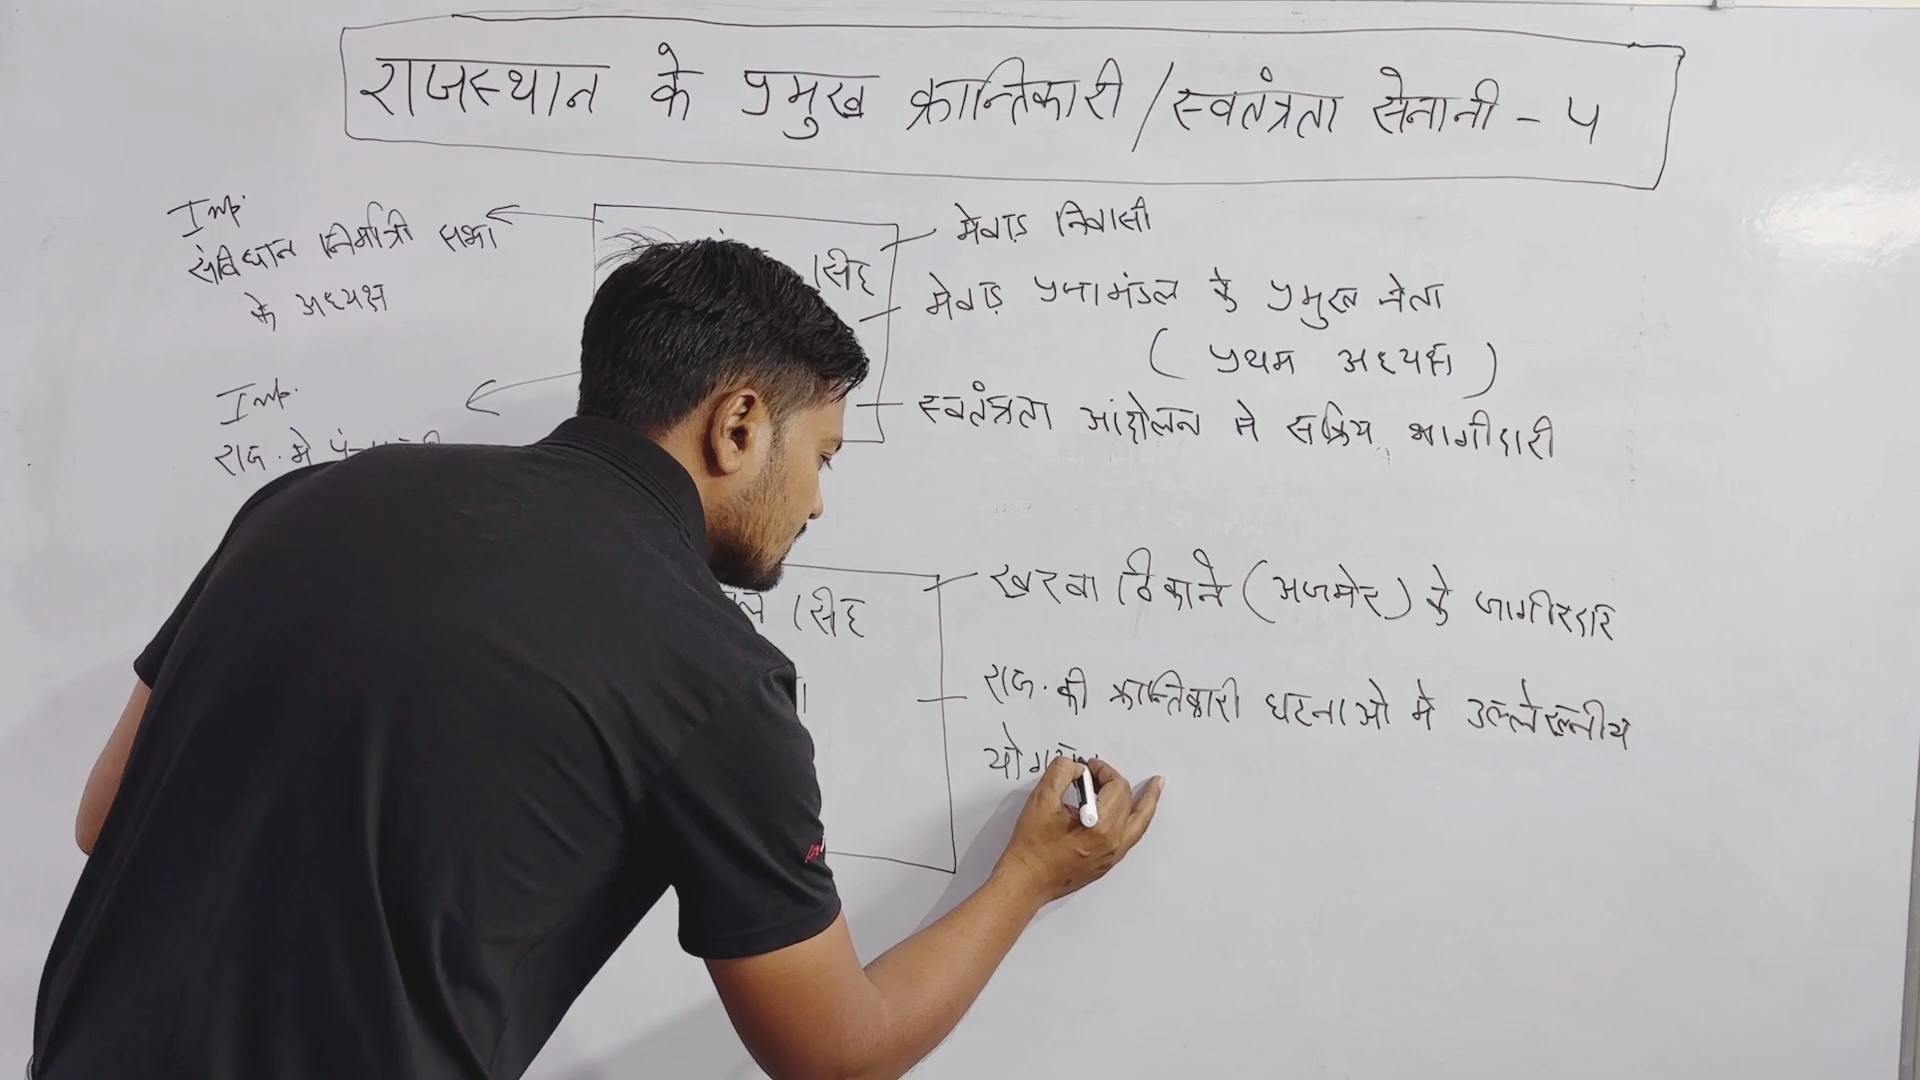 राजस्थान के प्रमुख क्रान्तिकारी / स्वतंत्रता सेनानी - 5
Imp.
संविधान निर्मात्री सभा
के अध्यक्ष
Imp.
राज. मे
सिंह
मेवाड़ निवासी
मेवाड़ प्रजामंडल के प्रमुख नेता
( प्रथम अध्यक्ष )
स्वतंत्रता आंदोलन मे सक्रिय भागीदारी
सिंह
खरवा ठिकाने (अजमेर) के जागीरदार
राज. की क्रान्तिकारी घटनाओ मे उल्लेखनीय